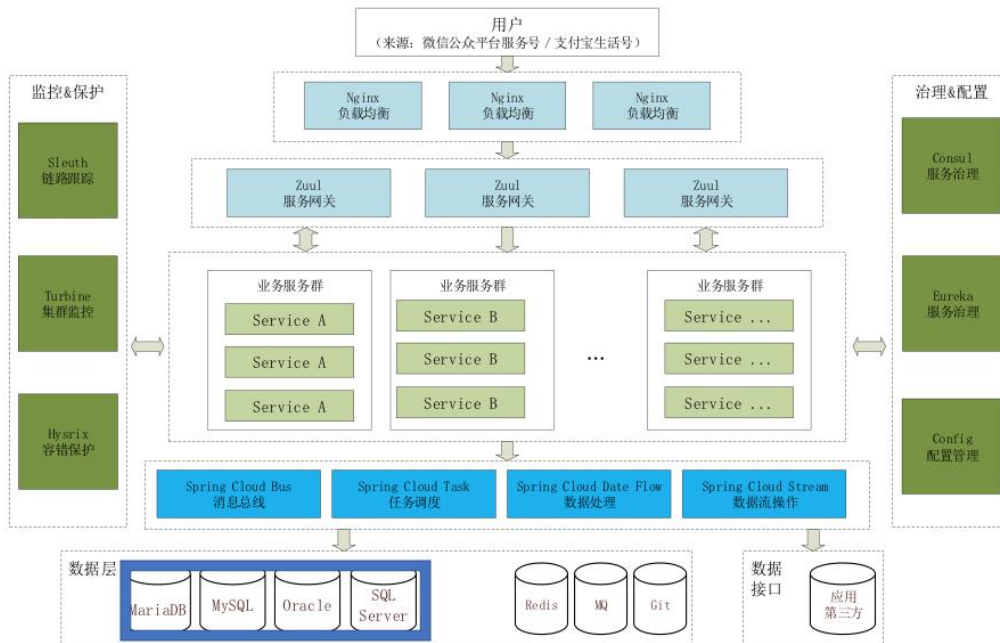 用户
（来源：微信公众平台服务号 / 支付宝生活号）
Nginx
负载均衡
Nginx
负载均衡
Nginx
负载均衡
Zuul
服务网关
Zuul
服务网关
Zuul
服务网关
监控&保护
Sleuth
链路跟踪
Turbine
集群监控
Hysrix
容错保护
业务服务群
Service A
Service A
Service A
业务服务群
Service B
Service B
Service B
...
业务服务群
Service ...
Service ...
Service ...
治理&配置
Consul
服务治理
Eureka
服务治理
Config
配置管理
Spring Cloud Bus
消息总线
Spring Cloud Task
任务调度
Spring Cloud Date Flow
数据处理
Spring Cloud Stream
数据流操作
数据层
MariaDB
MySQL
Oracle
SQL
Server
Redis
MQ
Git
数据
接口
应用
第三方